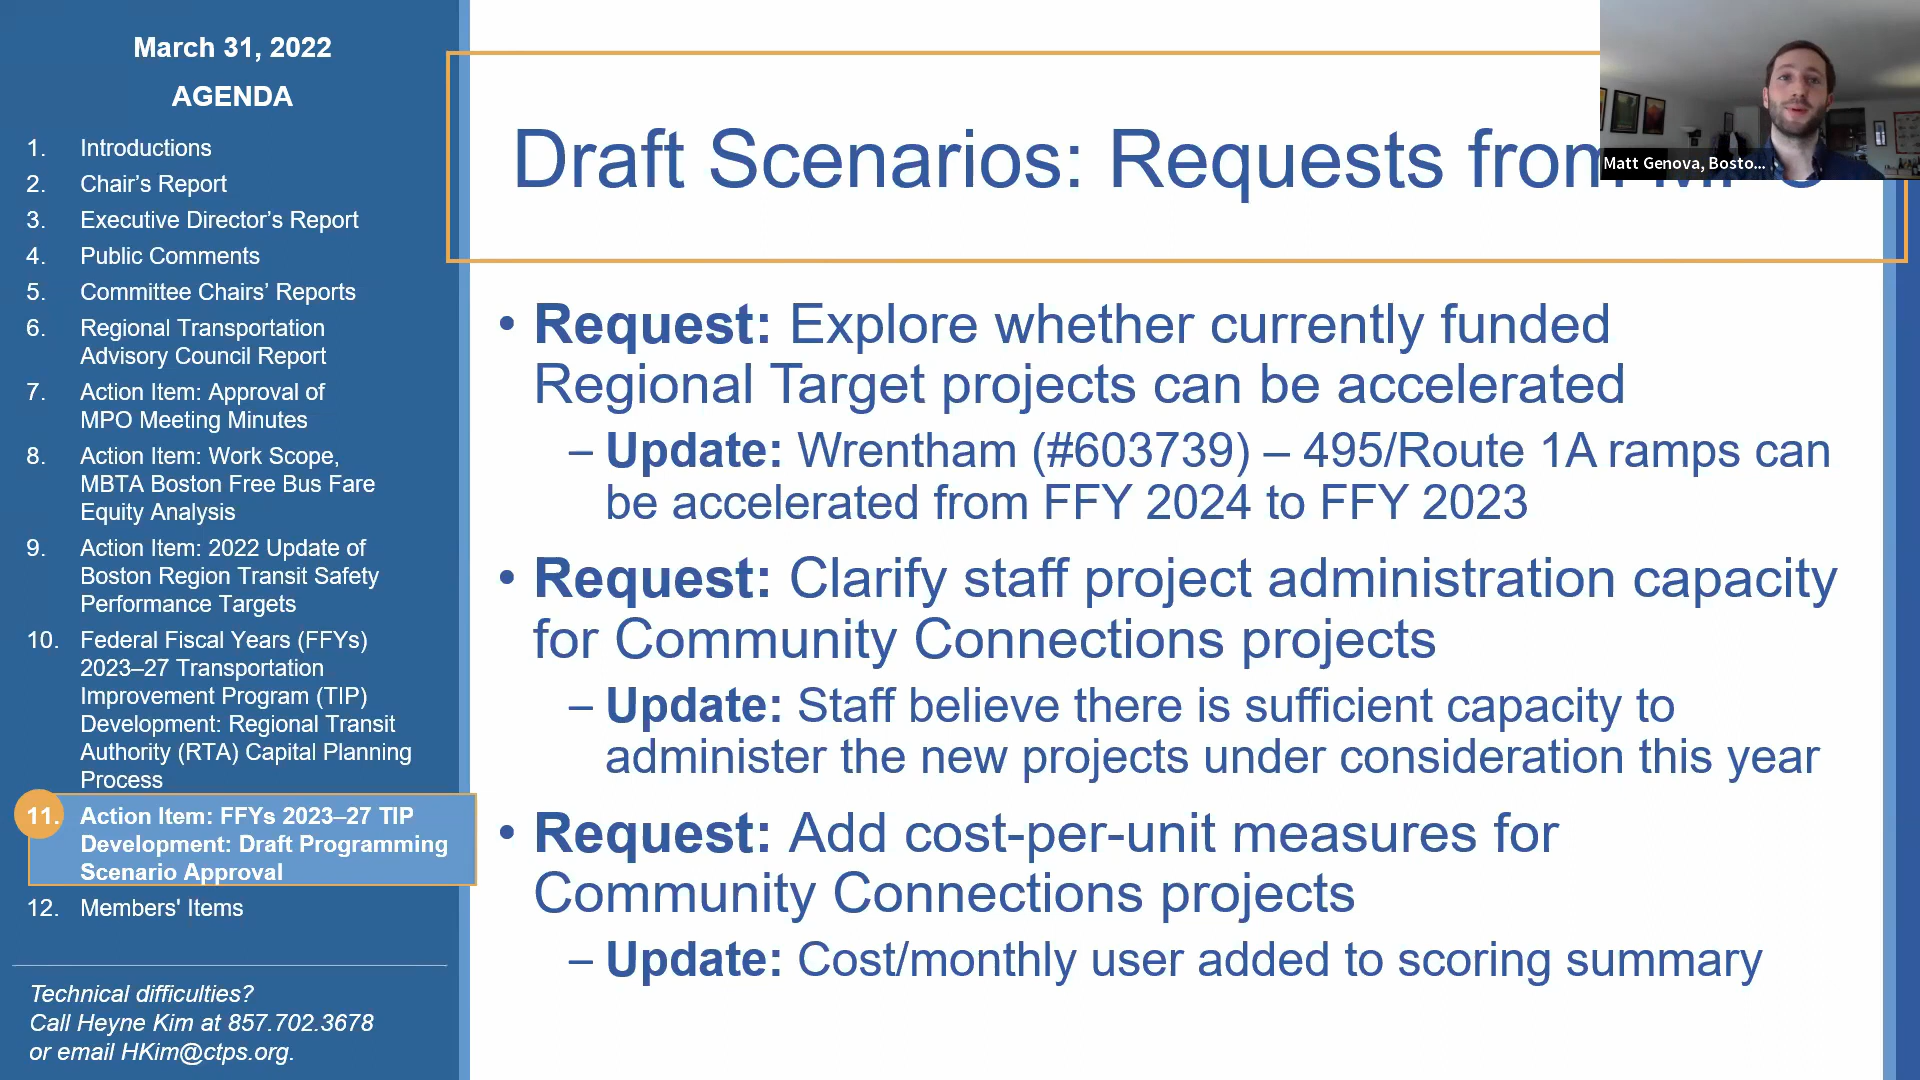 March 31, 2022
AGENDA
1. Introductions
2. Chair's Report
3. Executive Director's Report
4. Public Comments
5. Committee Chairs' Reports
6. Regional Transportation
Advisory Council Report
7. Action Item: Approval of
MPO Meeting Minutes
8. Action Item: Work Scope,
MBTA Boston Free Bus Fare
Equity Analysis
9. Action Item: 2022 Update of
Boston Region Transit Safety
Performance Targets
10. Federal Fiscal Years (FFYs)
2023–27 Transportation
Improvement Program (TIP)
Development: Regional Transit
Authority (RTA) Capital Planning
Process
11. Action Item: FFYs 2023–27 TIP
Development: Draft Programming
Scenario Approval
12. Members' Items
Technical difficulties?
Call Heyne Kim at 857.702.3678
or email HKim@ctps.org.
Draft Scenarios: Requests from
Matt Genova, Bosto...
• Request: Explore whether currently funded
Regional Target projects can be accelerated
– Update: Wrentham (#603739) – 495/Route 1A ramps can
be accelerated from FFY 2024 to FFY 2023
• Request: Clarify staff project administration capacity
for Community Connections projects
– Update: Staff believe there is sufficient capacity to
administer the new projects under consideration this year
• Request: Add cost-per-unit measures for
Community Connections projects
– Update: Cost/monthly user added to scoring summary